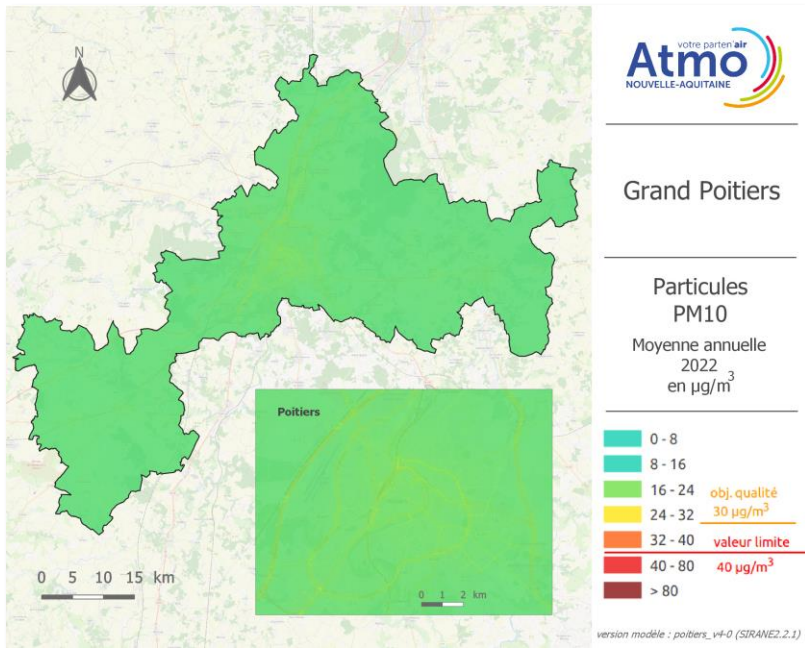 N
Poitiers
0 5 10 15 km
0 1 2 km
votre parten'air
Atmo
NOUVELLE-AQUITAINE
Grand Poitiers
Particules
PM10
Moyenne annuelle
2022
en µg/m³
0 - 8
8 - 16
16 - 24
24 - 32
32 - 40
40 - 80
> 80
obj. qualité
30 µg/m³
valeur limite
40 µg/m³
version modèle : poitiers_v4-0 (SIRANE2.2.1)